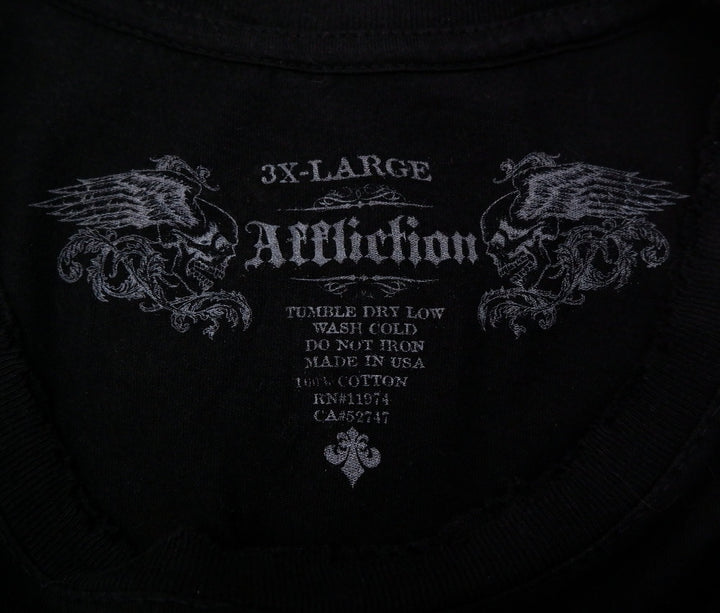 3X-LARGE
Affliction
TUMBLE DRY LOW
WASH COLD
DO NOT IRON
MADE IN USA
100% COTTON
RN#11974
CA#52747